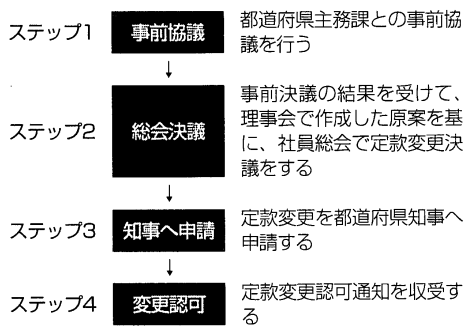 ステップ1
事前協議
都道府県主務課との事前協
議を行う
ステップ2
総会決議
事前決議の結果を受けて、
理事会で作成した原案を基
に、社員総会で定款変更決
議をする
ステップ3
知事へ申請
定款変更を都道府県知事へ
申請する
ステップ4
変更認可
定款変更認可通知を収受す
る